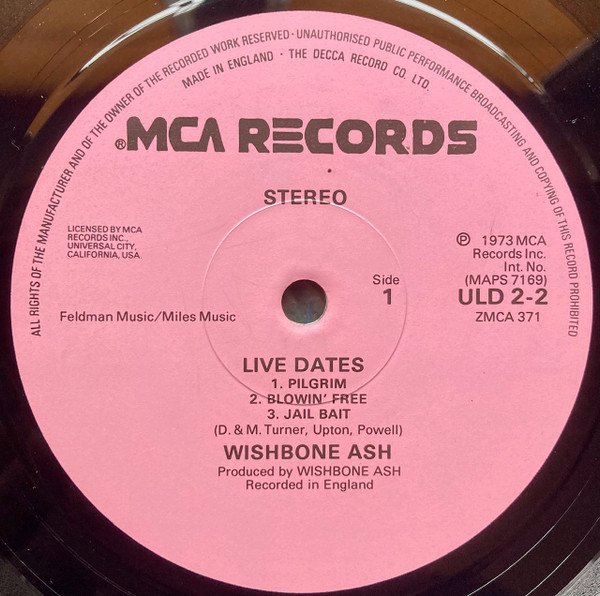 ALL RIGHTS OF THE MANUFACTURER AND OF THE OWNER OF THE RECORDED WORK RESERVED · UNAUTHORISED PUBLIC PERFORMANCE BROADCASTING AND COPYING OF THIS RECORD PROHIBITED
MADE IN ENGLAND · THE DECCA RECORD CO. LTD.
®MCA RECORDS
STEREO
LICENSED BY MCA
RECORDS INC.,
UNIVERSAL CITY,
CALIFORNIA, USA.
℗ 1973 MCA
Records Inc.
Int. No.
(MAPS 7169)
ULD 2-2
ZMCA 371
Side
1
Feldman Music/Miles Music
LIVE DATES
1. PILGRIM
2. BLOWIN' FREE
3. JAIL BAIT
(D. & M. Turner, Upton, Powell)
WISHBONE ASH
Produced by WISHBONE ASH
Recorded in England